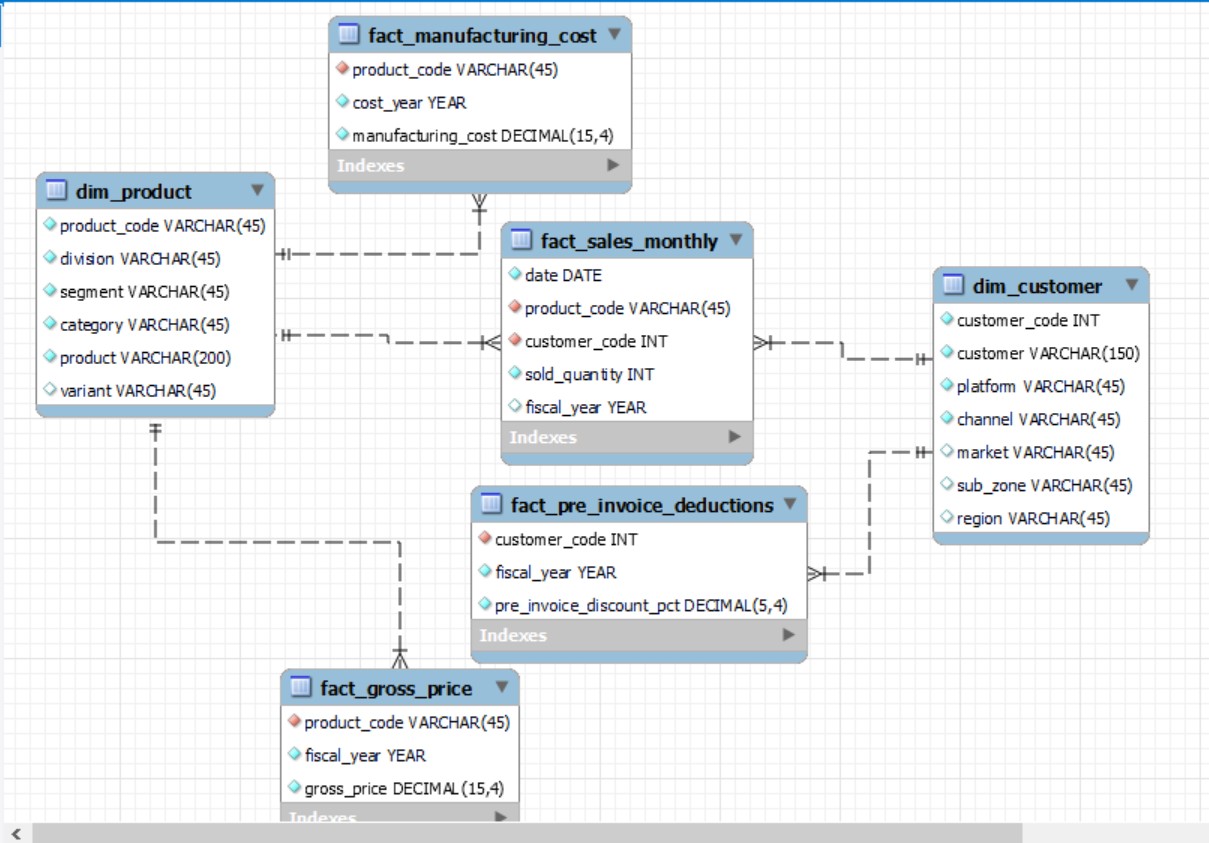 fact_manufacturing_cost
product_code VARCHAR(45)
cost_year YEAR
manufacturing_cost DECIMAL(15,4)
Indexes
dim_product
product_code VARCHAR(45)
division VARCHAR(45)
segment VARCHAR(45)
category VARCHAR(45)
product VARCHAR(200)
variant VARCHAR(45)
fact_sales_monthly
date DATE
product_code VARCHAR(45)
customer_code INT
sold_quantity INT
fiscal_year YEAR
Indexes
dim_customer
customer_code INT
customer VARCHAR(150)
platform VARCHAR(45)
channel VARCHAR(45)
market VARCHAR(45)
sub_zone VARCHAR(45)
region VARCHAR(45)
fact_pre_invoice_deductions
customer_code INT
fiscal_year YEAR
pre_invoice_discount_pct DECIMAL(5,4)
Indexes
fact_gross_price
product_code VARCHAR(45)
fiscal_year YEAR
gross_price DECIMAL(15,4)
Indexes